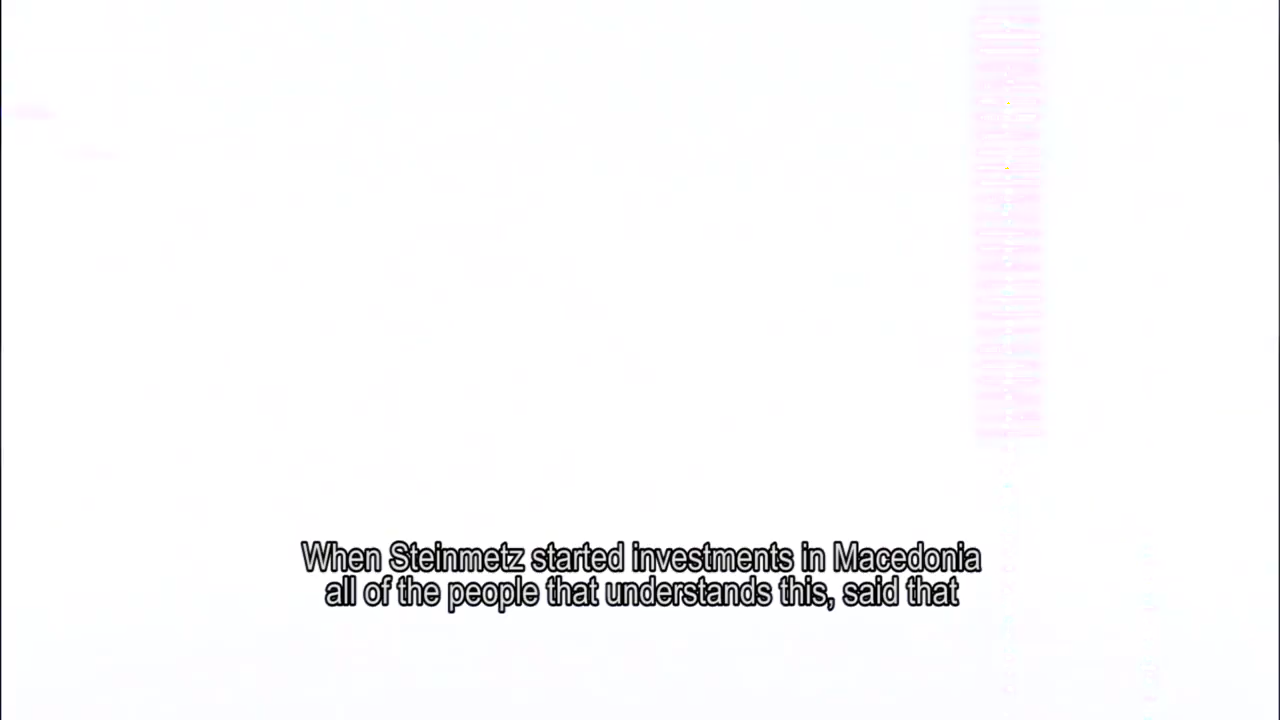 When Steinmetz started investments in Macedonia
all of the people that understands this, said that